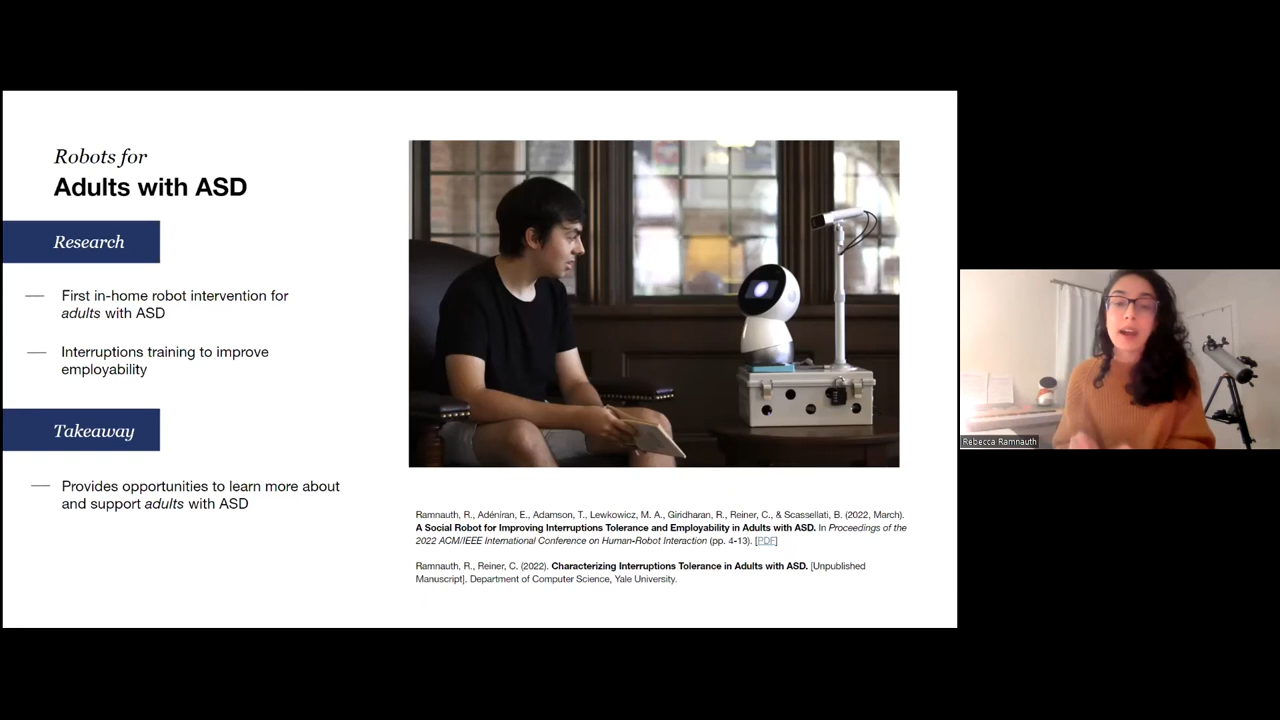 Robots for
Adults with ASD
Research
— First in-home robot intervention for
adults with ASD
— Interruptions training to improve
employability
Takeaway
— Provides opportunities to learn more about
and support adults with ASD
Ramnauth, R., Adéníran, E., Adamson, T., Lewkowicz, M. A., Giridharan, R., Reiner, C., & Scassellati, B. (2022, March).
A Social Robot for Improving Interruptions Tolerance and Employability in Adults with ASD. In Proceedings of the
2022 ACM/IEEE International Conference on Human-Robot Interaction (pp. 4-13). [PDF]
Ramnauth, R., Reiner, C. (2022). Characterizing Interruptions Tolerance in Adults with ASD. [Unpublished
Manuscript]. Department of Computer Science, Yale University.
Rebecca Ramnauth